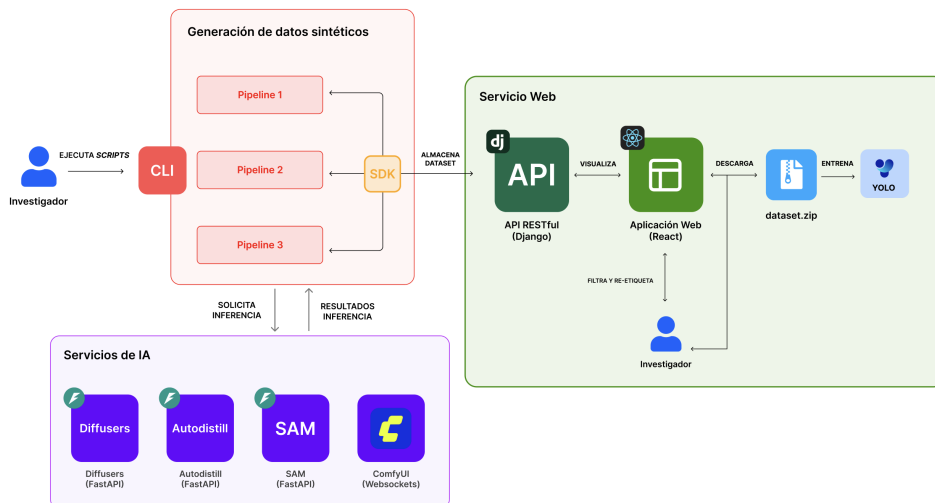 Generación de datos sintéticos
Pipeline 1
Pipeline 2
Pipeline 3
EJECUTA SCRIPTS
CLI
SDK
Investigador
ALMACENA
DATASET
Servicio Web
dj
API
VISUALIZA
DESCARGA
ENTRENA
YOLO
API RESTful
(Django)
Aplicación Web
(React)
dataset.zip
FILTRA Y RE-ETIQUETA
Investigador
SOLICITA
INFERENCIA
RESULTADOS
INFERENCIA
Servicios de IA
Diffusers
Autodistill
SAM
Diffusers
(FastAPI)
Autodistill
(FastAPI)
SAM
(FastAPI)
ComfyUI
(Websockets)